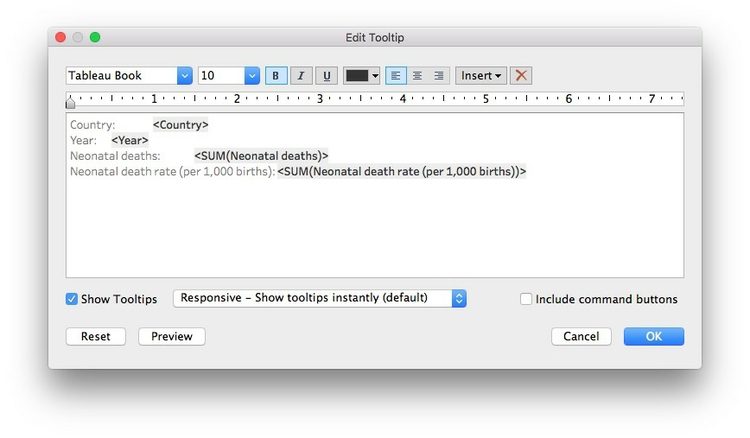 Edit Tooltip
Tableau Book 10 B I U Insert
1 2 3 4 5 6 7
Country: <Country>
Year: <Year>
Neonatal deaths: <SUM(Neonatal deaths)>
Neonatal death rate (per 1,000 births): <SUM(Neonatal death rate (per 1,000 births))>
Show Tooltips Responsive – Show tooltips instantly (default) Include command buttons
Reset Preview Cancel OK